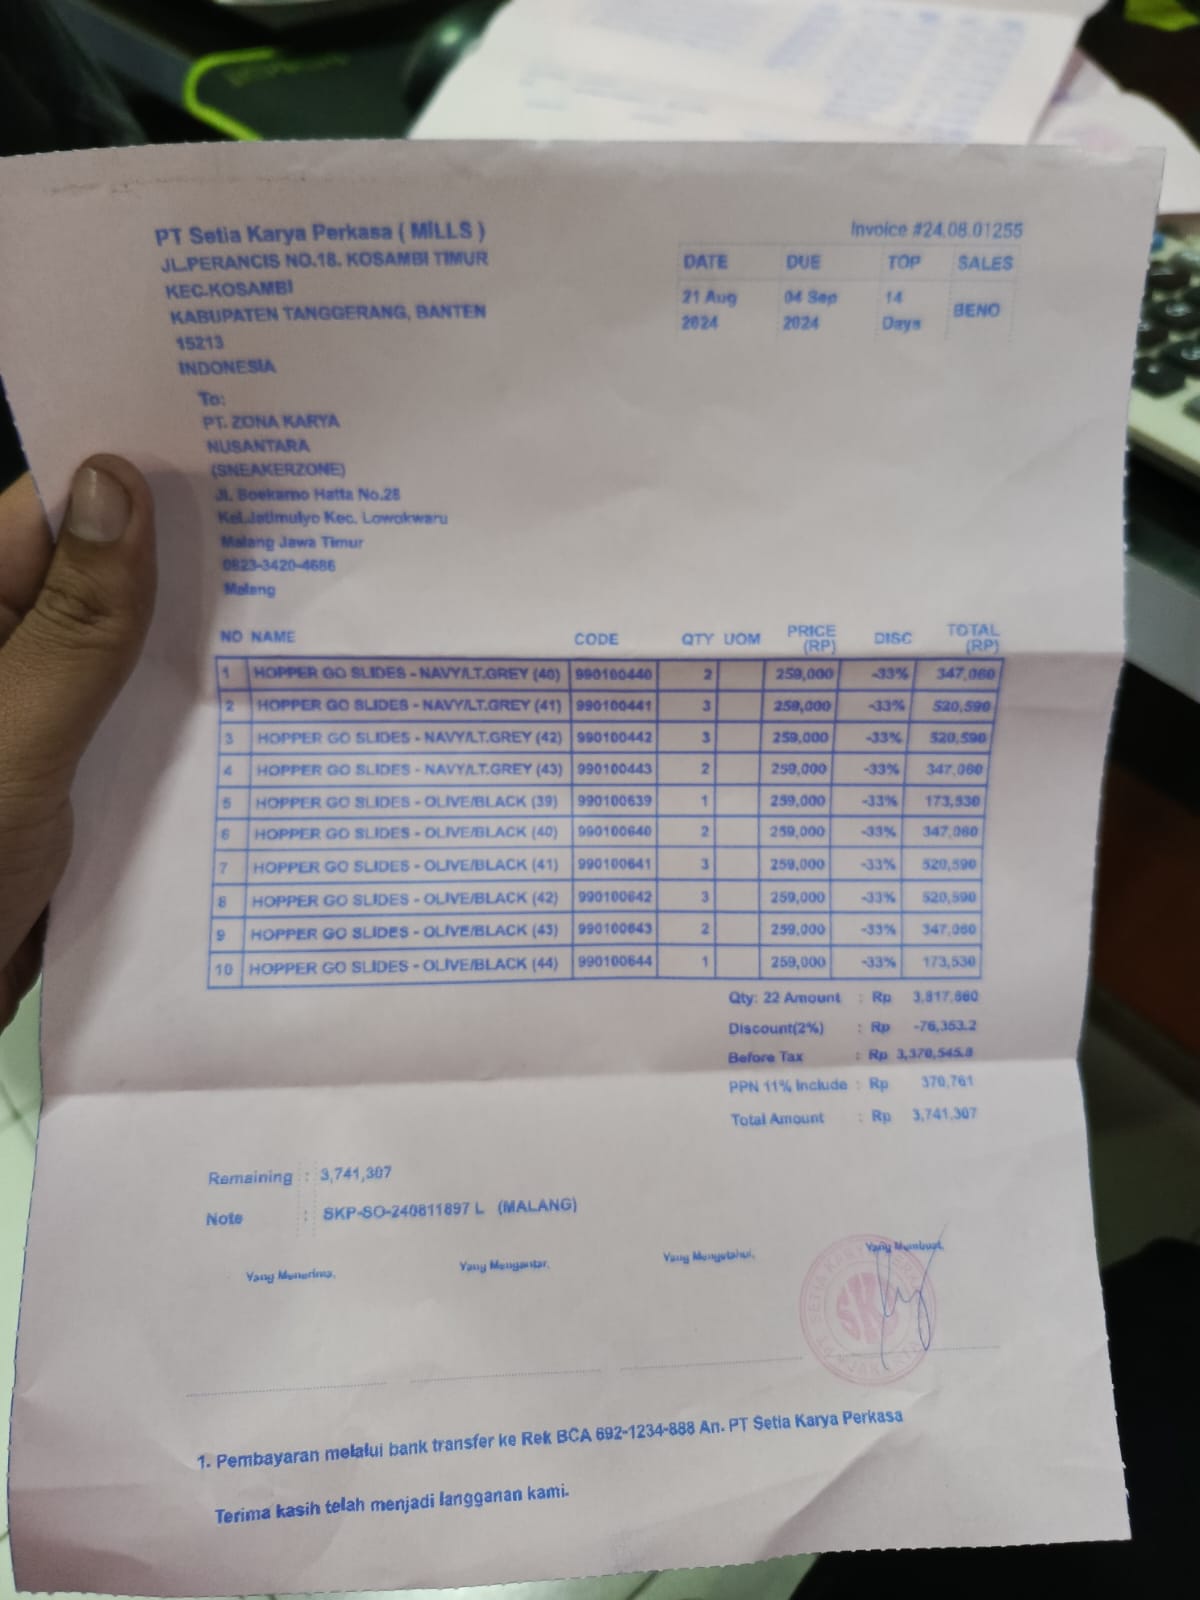 PT Setia Karya Perkasa ( MILLS )
JL.PERANCIS NO.18. KOSAMBI TIMUR
KEC.KOSAMBI
KABUPATEN TANGGERANG, BANTEN
15213
INDONESIA
Invoice #24.08.01255
DATE DUE TOP SALES
21 Aug 2024 04 Sep 2024 14 Days BENO
To:
PT. ZONA KARYA
NUSANTARA
(SNEAKERZONE)
Jl. Soekarno Hatta No.28
Kel.Jatimulyo Kec. Lowokwaru
Malang Jawa Timur
0823-3420-4686
Malang
NO NAME CODE QTY UOM PRICE (RP) DISC TOTAL (RP)
1 HOPPER GO SLIDES - NAVY/LT.GREY (40) 990100440 2 259,000 -33% 347,060
2 HOPPER GO SLIDES - NAVY/LT.GREY (41) 990100441 3 259,000 -33% 520,590
3 HOPPER GO SLIDES - NAVY/LT.GREY (42) 990100442 3 259,000 -33% 520,590
4 HOPPER GO SLIDES - NAVY/LT.GREY (43) 990100443 2 259,000 -33% 347,060
5 HOPPER GO SLIDES - OLIVE/BLACK (39) 990100639 1 259,000 -33% 173,530
6 HOPPER GO SLIDES - OLIVE/BLACK (40) 990100640 2 259,000 -33% 347,060
7 HOPPER GO SLIDES - OLIVE/BLACK (41) 990100641 3 259,000 -33% 520,590
8 HOPPER GO SLIDES - OLIVE/BLACK (42) 990100642 3 259,000 -33% 520,590
9 HOPPER GO SLIDES - OLIVE/BLACK (43) 990100643 2 259,000 -33% 347,060
10 HOPPER GO SLIDES - OLIVE/BLACK (44) 990100644 1 259,000 -33% 173,530
Qty: 22 Amount : Rp 3,817,660
Discount(2%) : Rp -76,353.2
Before Tax : Rp 3,370,545.8
PPN 11% Include : Rp 370,761
Total Amount : Rp 3,741,307
Remaining : 3,741,307
Note : SKP-SO-240811897 L (MALANG)
Yang Menerima, Yang Mengantar, Yang Mengetahui, Yang Membuat,
SKP
1. Pembayaran melalui bank transfer ke Rek BCA 692-1234-888 An. PT Setia Karya Perkasa
Terima kasih telah menjadi langganan kami.